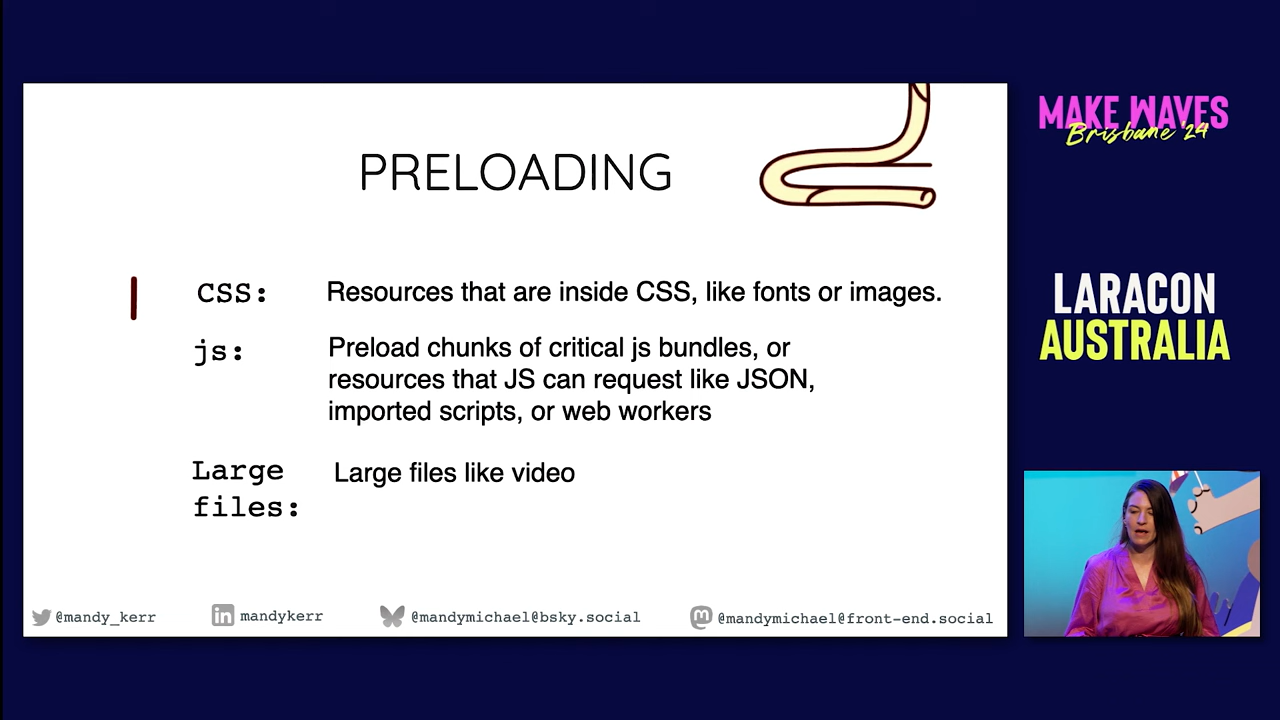 PRELOADING
CSS: Resources that are inside CSS, like fonts or images.
js: Preload chunks of critical js bundles, or
resources that JS can request like JSON,
imported scripts, or web workers
Large Large files like video
files:
@mandy_kerr mandykerr @mandymichael@bsky.social @mandymichael@front-end.social
MAKE WAVES
Brisbane '24
LARACON
AUSTRALIA